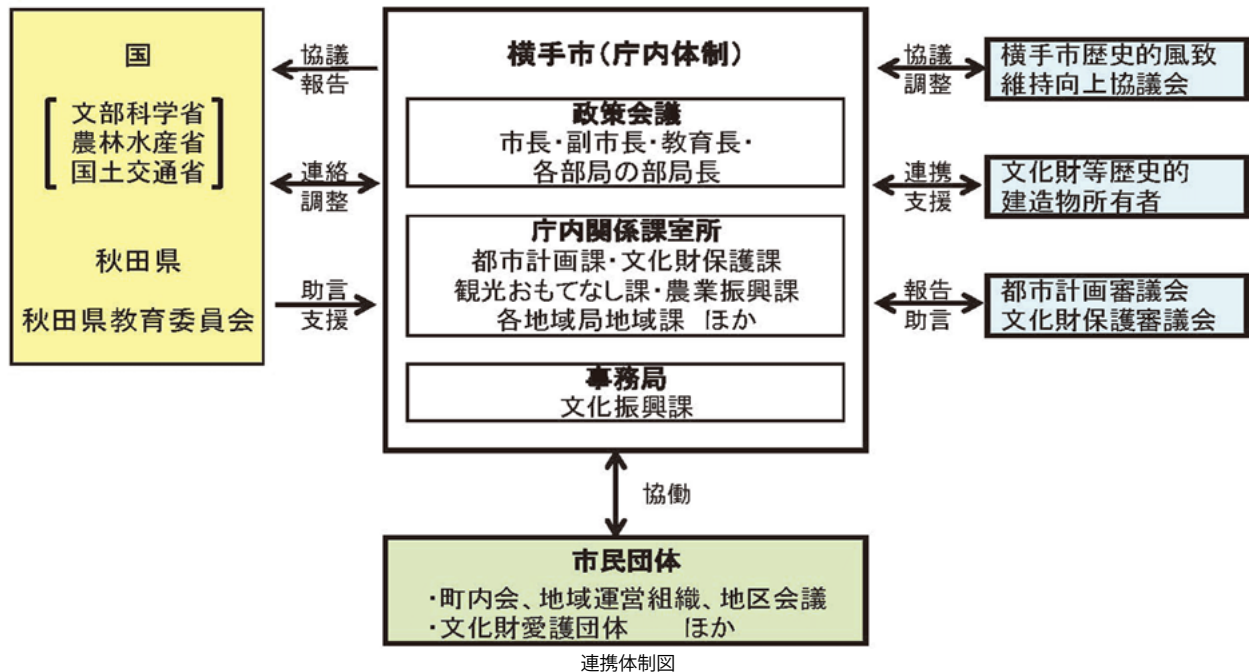 国
文部科学省
農林水産省
国土交通省
秋田県
秋田県教育委員会
協議
報告
連絡
調整
助言
支援
横手市(庁内体制)
政策会議
市長・副市長・教育長・
各部局の部局長
庁内関係課室所
都市計画課・文化財保護課
観光おもてなし課・農業振興課
各地域局地域課 ほか
事務局
文化振興課
協議
調整
横手市歴史的風致
維持向上協議会
連携
支援
文化財等歴史的
建造物所有者
報告
助言
都市計画審議会
文化財保護審議会
協働
市民団体
・町内会、地域運営組織、地区会議
・文化財愛護団体 ほか
連携体制図